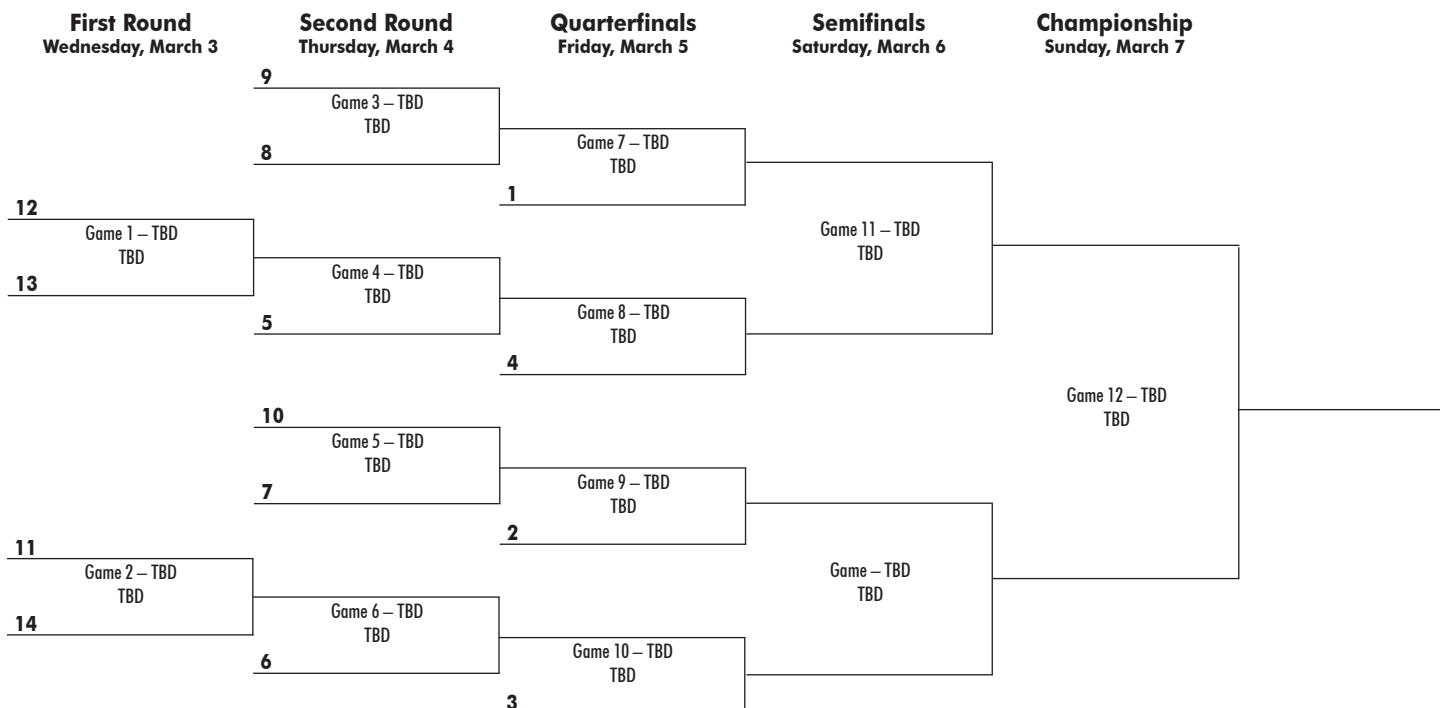 First Round
Wednesday, March 3
Second Round
Thursday, March 4
Quarterfinals
Friday, March 5
Semifinals
Saturday, March 6
Championship
Sunday, March 7
9
Game 3 – TBD
TBD
8
Game 7 – TBD
TBD
1
12
Game 1 – TBD
TBD
13
Game 4 – TBD
TBD
5
Game 8 – TBD
TBD
4
Game 11 – TBD
TBD
10
Game 5 – TBD
TBD
7
Game 9 – TBD
TBD
2
11
Game 2 – TBD
TBD
14
Game 6 – TBD
TBD
6
Game 10 – TBD
TBD
3
Game – TBD
TBD
Game 12 – TBD
TBD